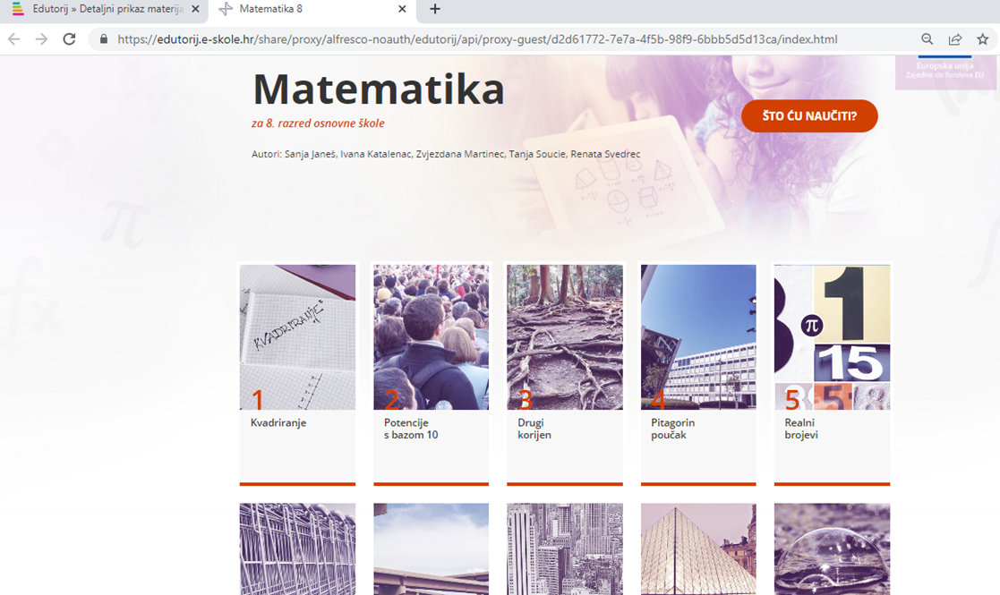 Edutorij » Detaljni prikaz materija
Matematika 8
https://edutorij.e-skole.hr/share/proxy/alfresco-noauth/edutorij/api/proxy-guest/d2d61772-7e7a-4f5b-98f9-6bbb5d5d13ca/index.html
Europska unija
Zajedno do fondova EU
Matematika
za 8. razred osnovne škole
ŠTO ĆU NAUČITI?
Autori: Sanja Janeš, Ivana Katalenac, Zvjezdana Martinec, Tanja Soucie, Renata Svedrec
π
fx
KVADRIRANJE
1
Kvadriranje
2
Potencije
s bazom 10
3
Drugi
korijen
4
Pitagorin
poučak
1
π
15
5
Realni
brojevi